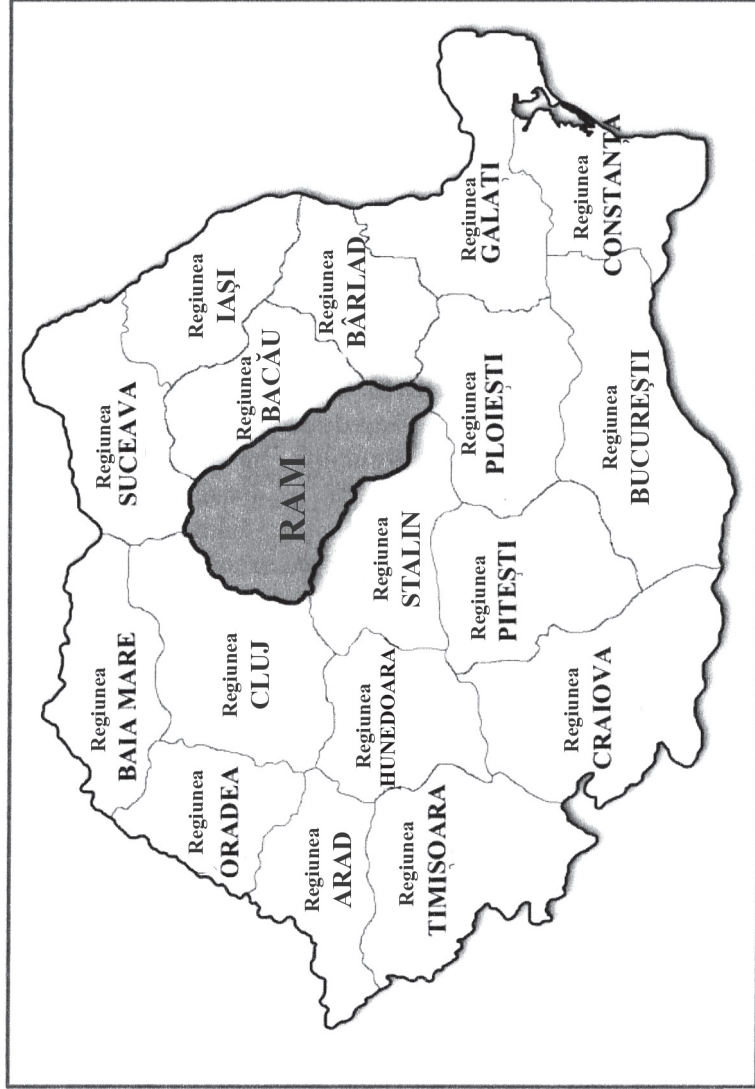 Regiunea
SUCEAVA
Regiunea
IAȘI
Regiunea
BAIA MARE
Regiunea
BACĂU
Regiunea
ORADEA
Regiunea
CLUJ
RAM
Regiunea
BÂRLAD
Regiunea
ARAD
Regiunea
HUNEDOARA
Regiunea
STALIN
Regiunea
TIMIȘOARA
Regiunea
PITEȘTI
Regiunea
PLOIEȘTI
Regiunea
GALAȚI
Regiunea
CRAIOVA
Regiunea
BUCUREȘTI
Regiunea
CONSTANȚA